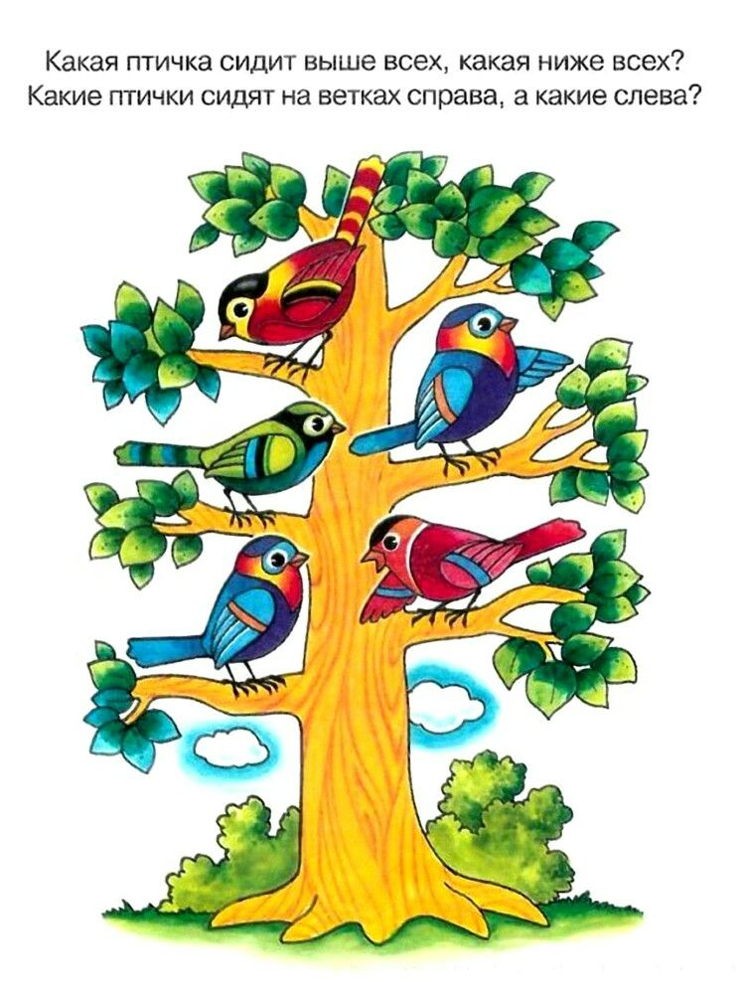 Какая птичка сидит выше всех, какая ниже всех?
Какие птички сидят на ветках справа, а какие слева?